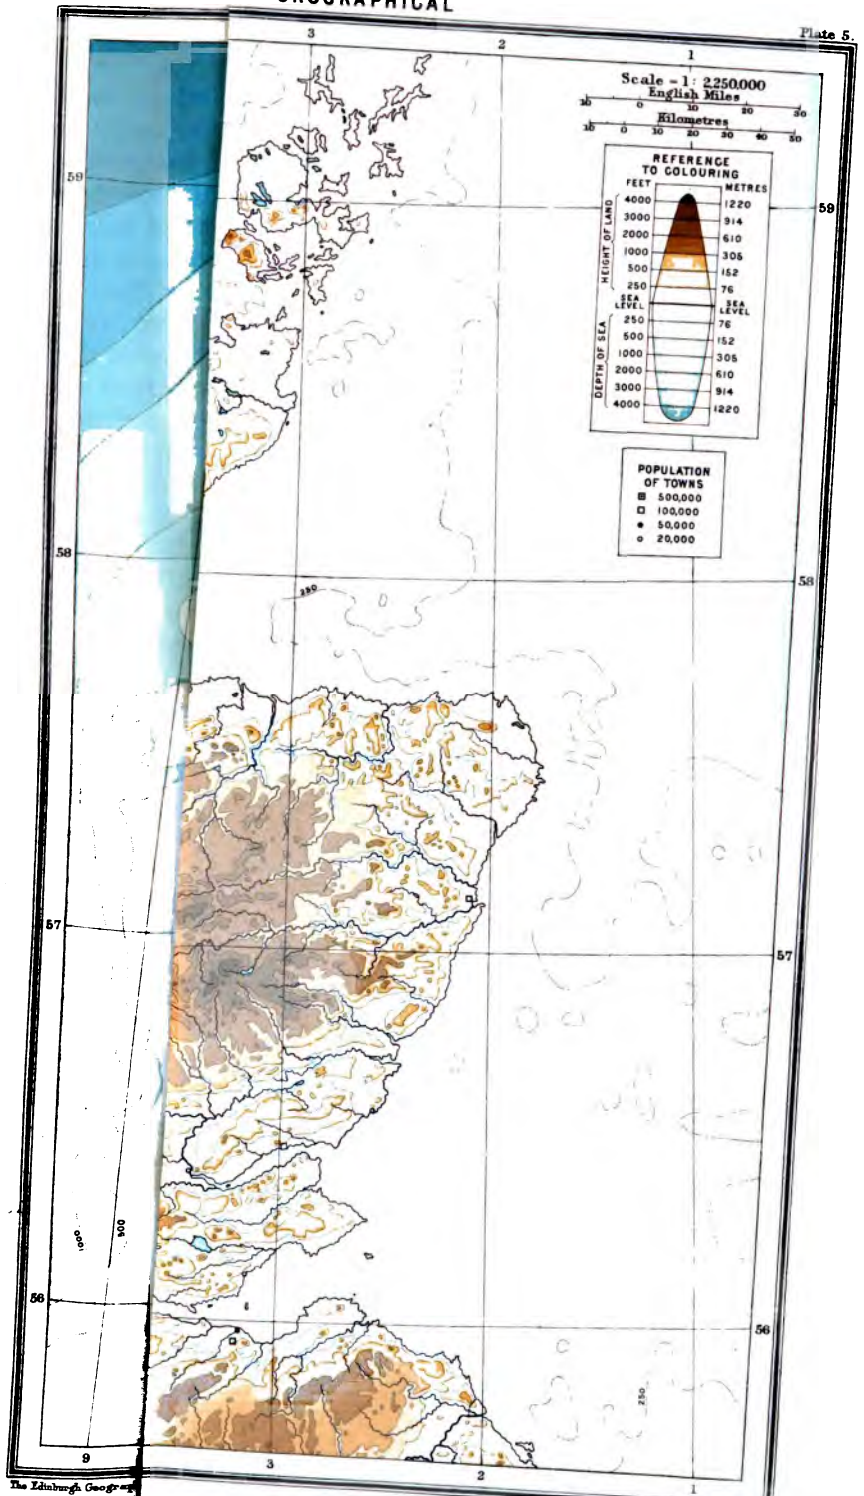 Plate 5.
3 2 1
Scale = 1 : 2,250,000
English Miles
10 0 10 20 30
Kilometres
10 0 10 20 30 40 50
REFERENCE
TO COLOURING
FEET METRES
HEIGHT OF LAND
4000 1220
3000 914
2000 610
1000 305
500 152
250 76
SEA LEVEL SEA LEVEL
DEPTH OF SEA
250 76
500 152
1000 305
2000 610
3000 914
4000 1220
POPULATION
OF TOWNS
500,000
100,000
50,000
20,000
59 59
58 58
250
57 57
1000 500
56 56
250
9 3 2 1
The Edinburgh